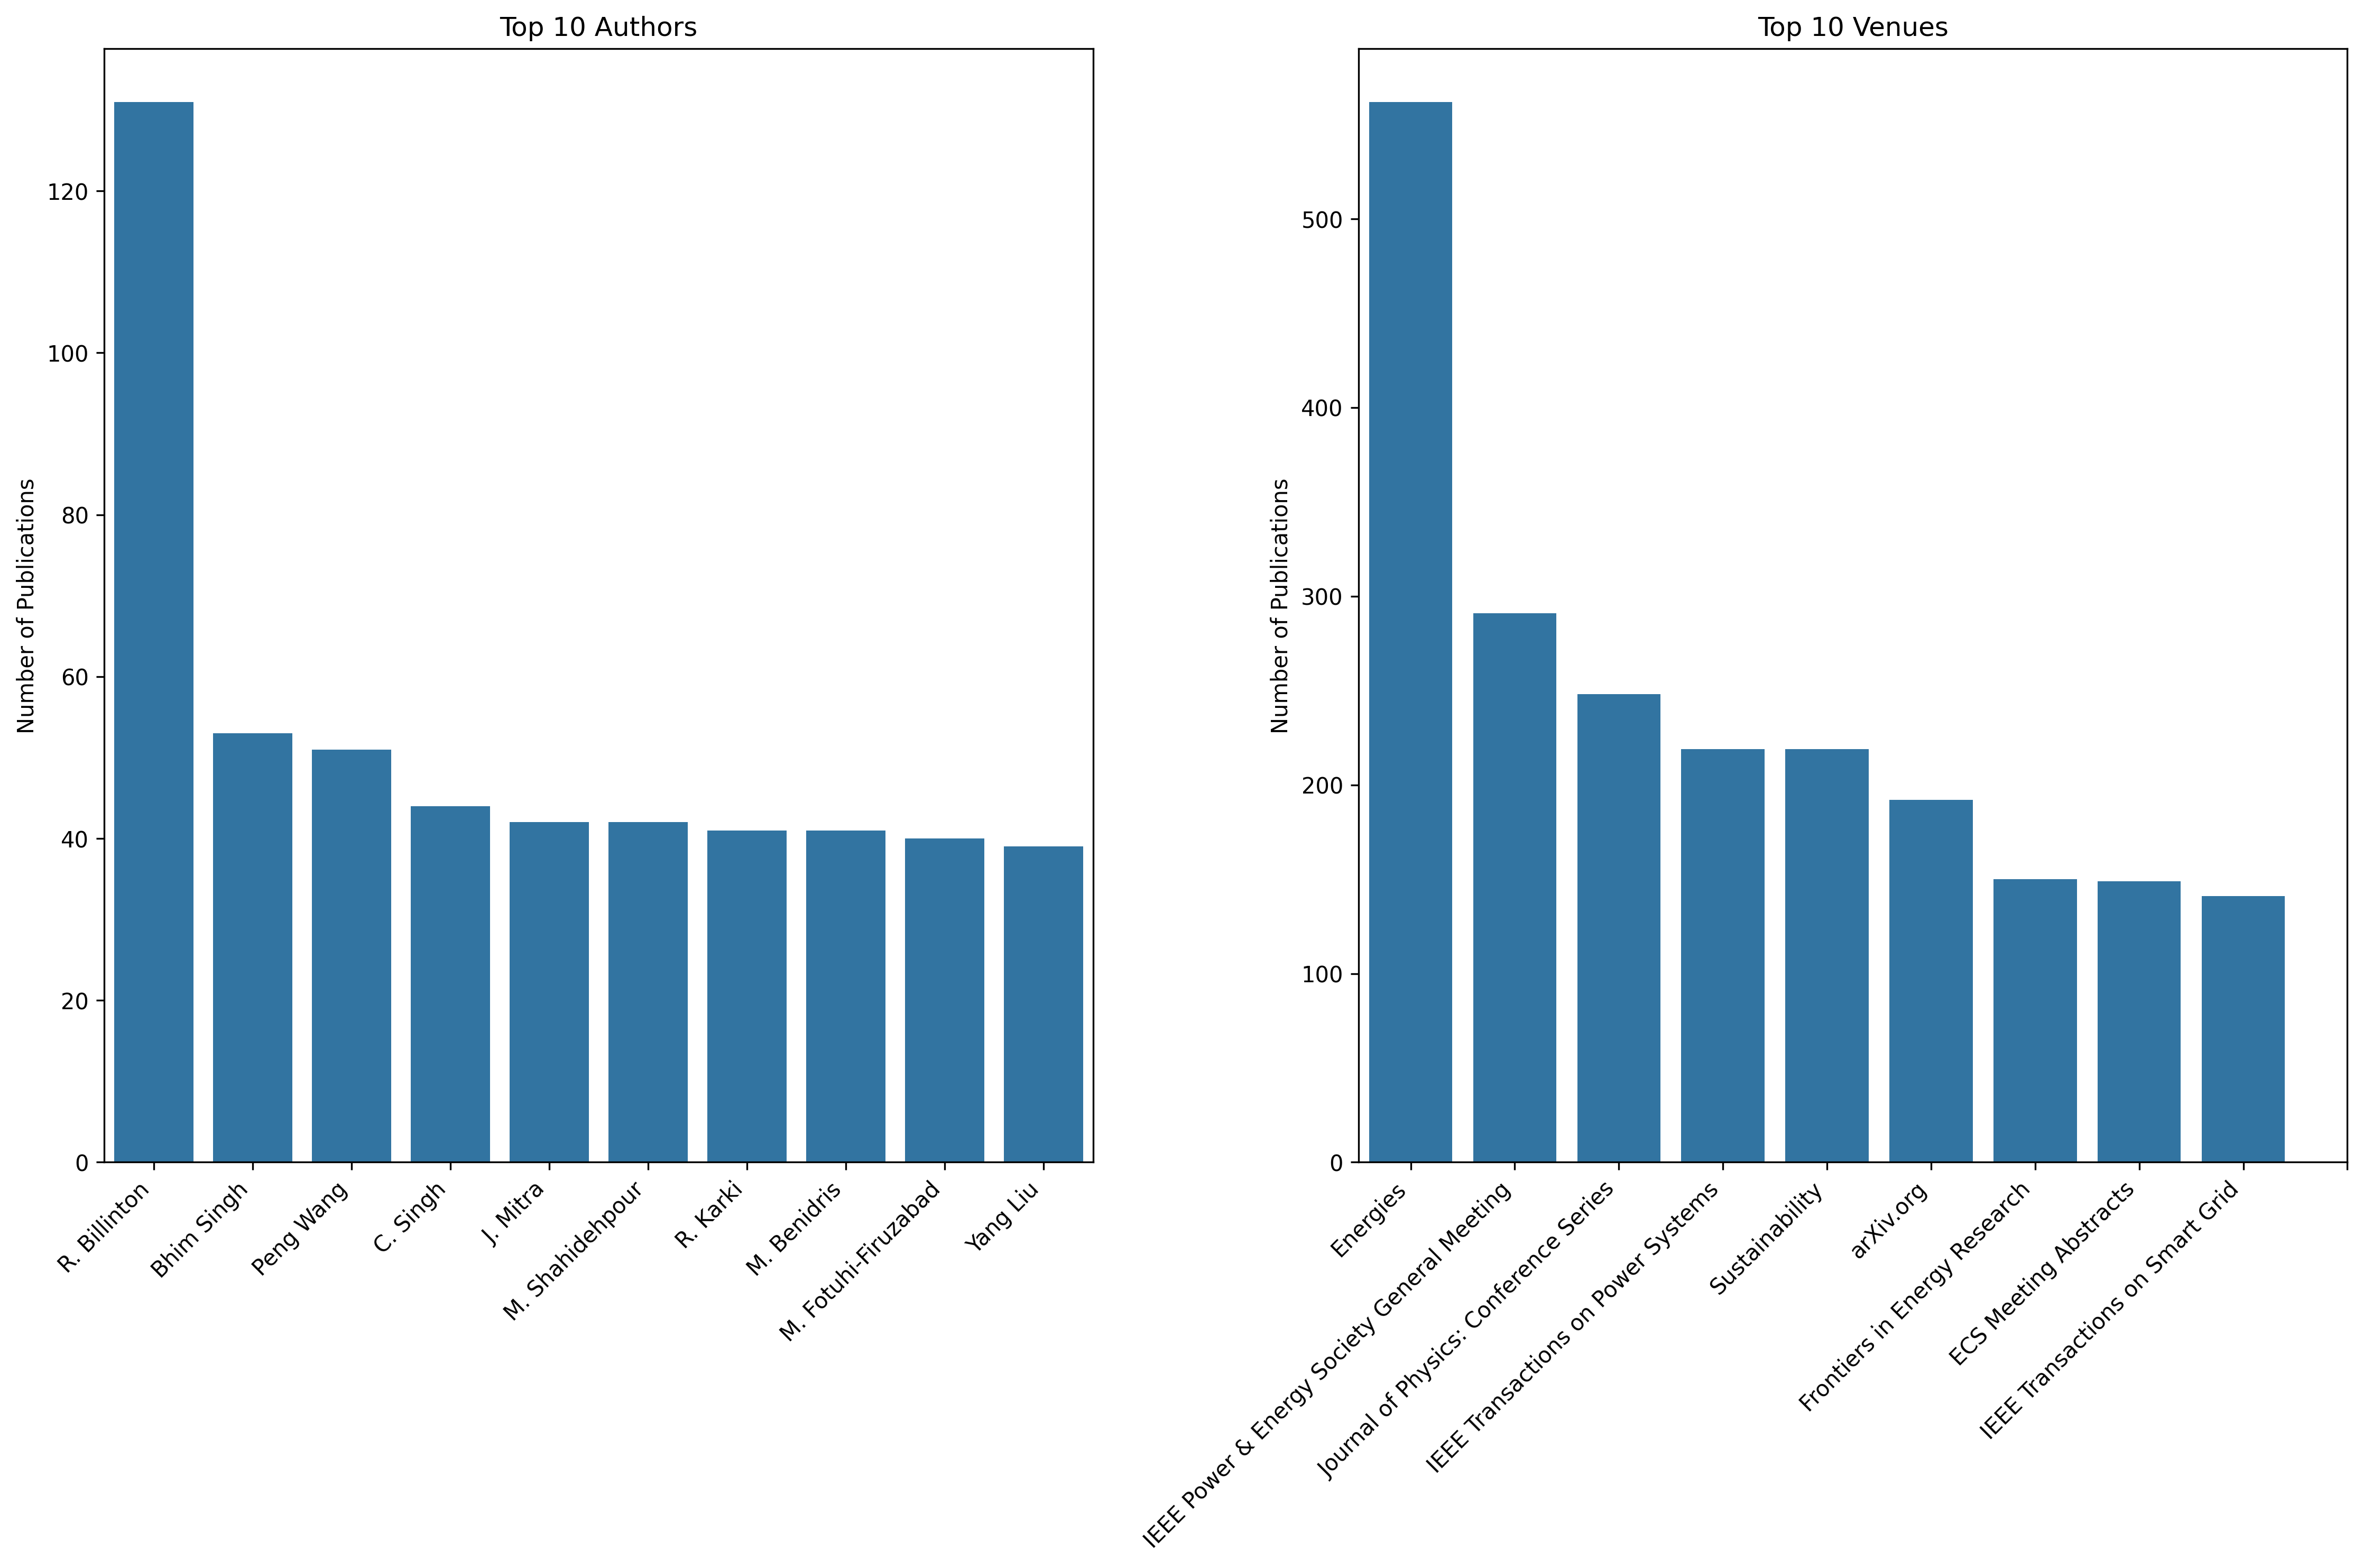 Top 10 Authors
Number of Publications
120
100
80
60
40
20
0
R. Billinton
Bhim Singh
Peng Wang
C. Singh
J. Mitra
M. Shahidehpour
R. Karki
M. Benidris
M. Fotuhi-Firuzabad
Yang Liu
Top 10 Venues
Number of Publications
500
400
300
200
100
0
Energies
IEEE Power & Energy Society General Meeting
Journal of Physics: Conference Series
IEEE Transactions on Power Systems
Sustainability
arXiv.org
Frontiers in Energy Research
ECS Meeting Abstracts
IEEE Transactions on Smart Grid